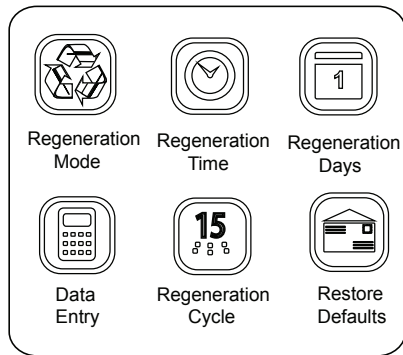 1
Regeneration Mode
Regeneration Time
Regeneration Days
15
Data Entry
Regeneration Cycle
Restore Defaults